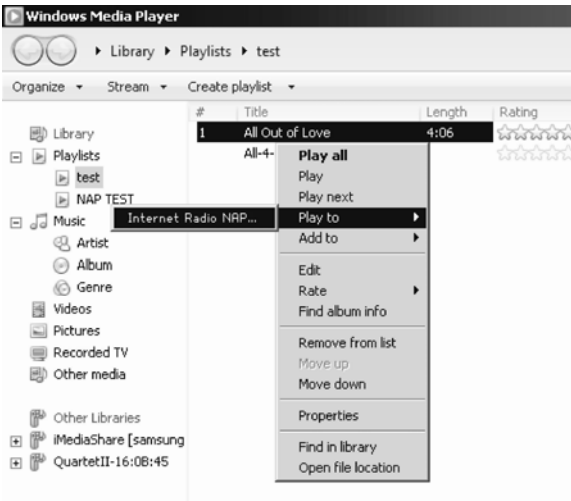 Windows Media Player
Library Playlists test
Organize Stream Create playlist
# Title Length Rating
1 All Out of Love 4:06
All-4-
Library
Playlists
test
NAP TEST
Music
Artist
Album
Genre
Videos
Pictures
Recorded TV
Other media
Other Libraries
iMediaShare [samsung
QuartetII-16:0B:45
Play all
Play
Play next
Internet Radio NAP... Play to
Add to
Edit
Rate
Find album info
Remove from list
Move up
Move down
Properties
Find in library
Open file location